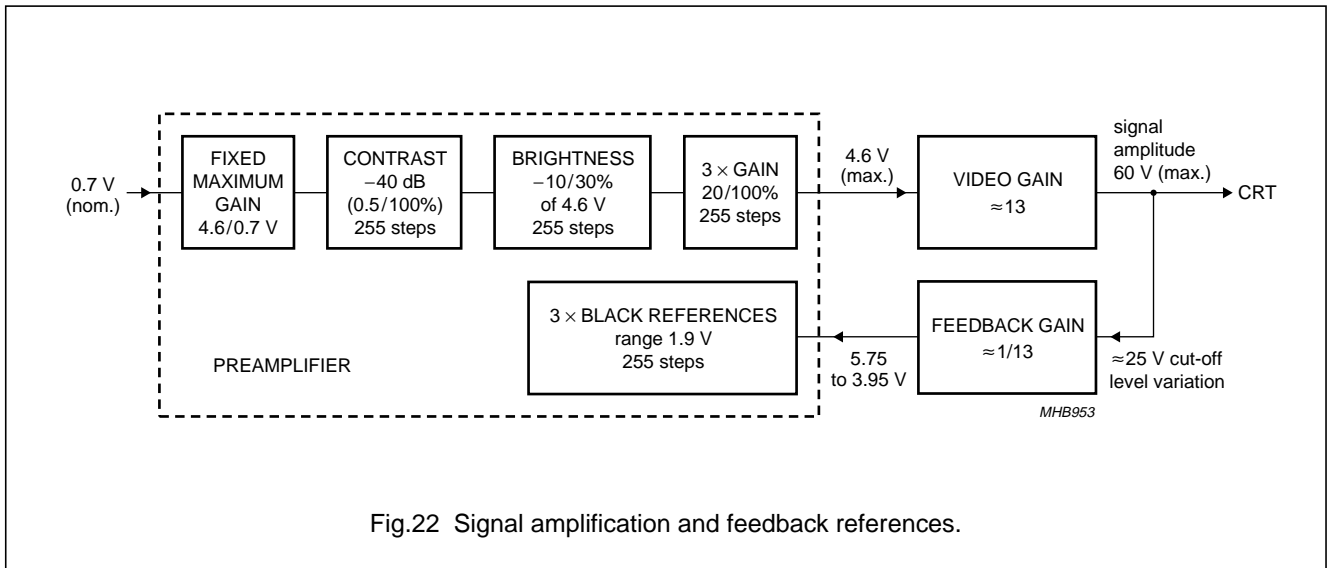 0.7 V
(nom.)
FIXED
MAXIMUM
GAIN
4.6/0.7 V
CONTRAST
−40 dB
(0.5/100%)
255 steps
BRIGHTNESS
−10/30%
of 4.6 V
255 steps
3 × GAIN
20/100%
255 steps
4.6 V
(max.)
VIDEO GAIN
≈13
signal
amplitude
60 V (max.)
CRT
3 × BLACK REFERENCES
range 1.9 V
255 steps
PREAMPLIFIER
5.75
to 3.95 V
FEEDBACK GAIN
≈1/13
≈25 V cut-off
level variation
MHB953
Fig.22 Signal amplification and feedback references.